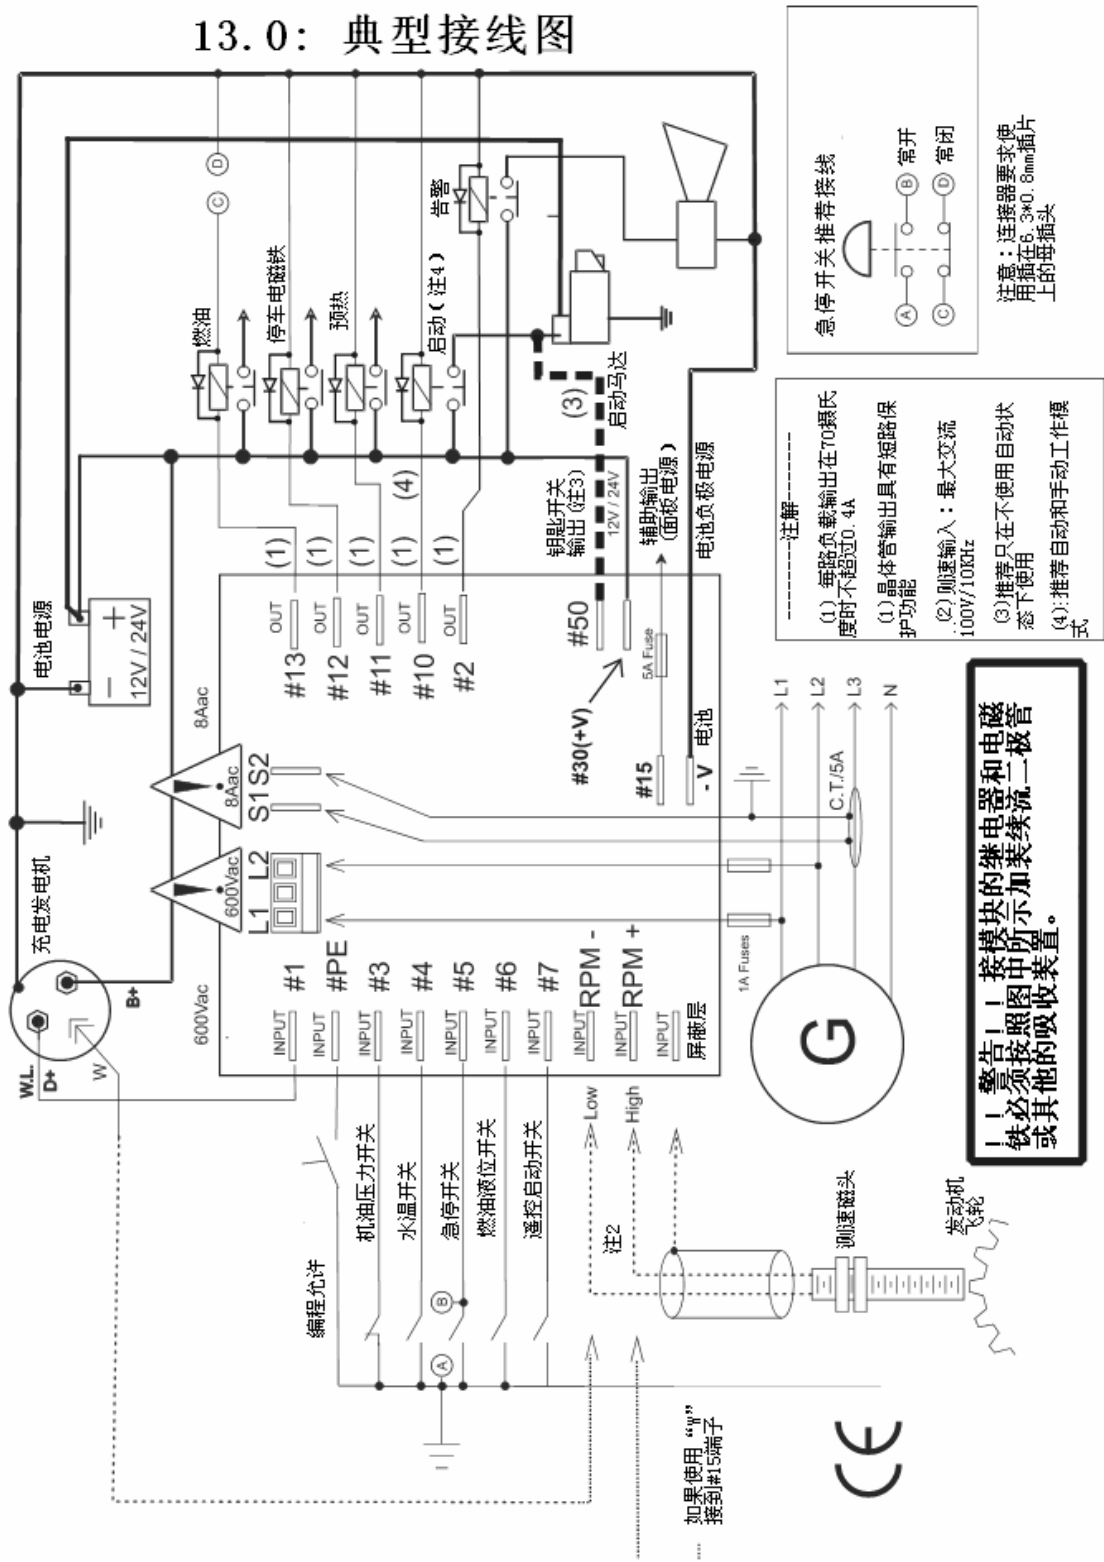 13.0: 典型接线图
电池电源
12V / 24V
充电发电机
W.L.
D+
W
B+
燃油
停车电磁铁
预热
启动(注4)
告警
D
C
(1)
(1)
(1)
(1)
(1)
(4)
(3)
启动马达
钥匙开关
输出(注3)
12V / 24V
辅助输出
(面板电源)
电池负极电源
600Vac
8Aac
600Vac
8Aac
L1 L2
S1 S2
OUT
#13
OUT
#12
OUT
#11
OUT
#10
OUT
#2
#50
#30(+V)
#15
5A Fuse
- V
电池
INPUT
#1
#PE
INPUT
#3
INPUT
#4
INPUT
#5
INPUT
#6
INPUT
#7
INPUT
RPM -
INPUT
RPM +
INPUT
INPUT
屏蔽层
编程允许
机油压力开关
水温开关
急停开关
燃油液位开关
遥控启动开关
A
B
Low
High
注2
测速磁头
发动机
飞轮
如果使用 “W”
接到#15端子
1A Fuses
G
C.T./5A
L1
L2
L3
N
急停开关推荐接线
A
B 常开
C
D 常闭
注意：连接器要求使
用插在6.3*0.8mm插片
上的母插头
----------注解--------
(1) 每路负载输出在70摄氏
度时不超过0.4A
(1)晶体管输出具有短路保
护功能
(2)测速输入：最大交流
100V/10KHz
(3)推荐只在不使用自动状
态下使用
(4):推荐自动和手动工作模
式
！！警告！！接模块的继电器和电磁
铁必须按照图中所示加装续流二极管
或其他的吸收装置。
CE